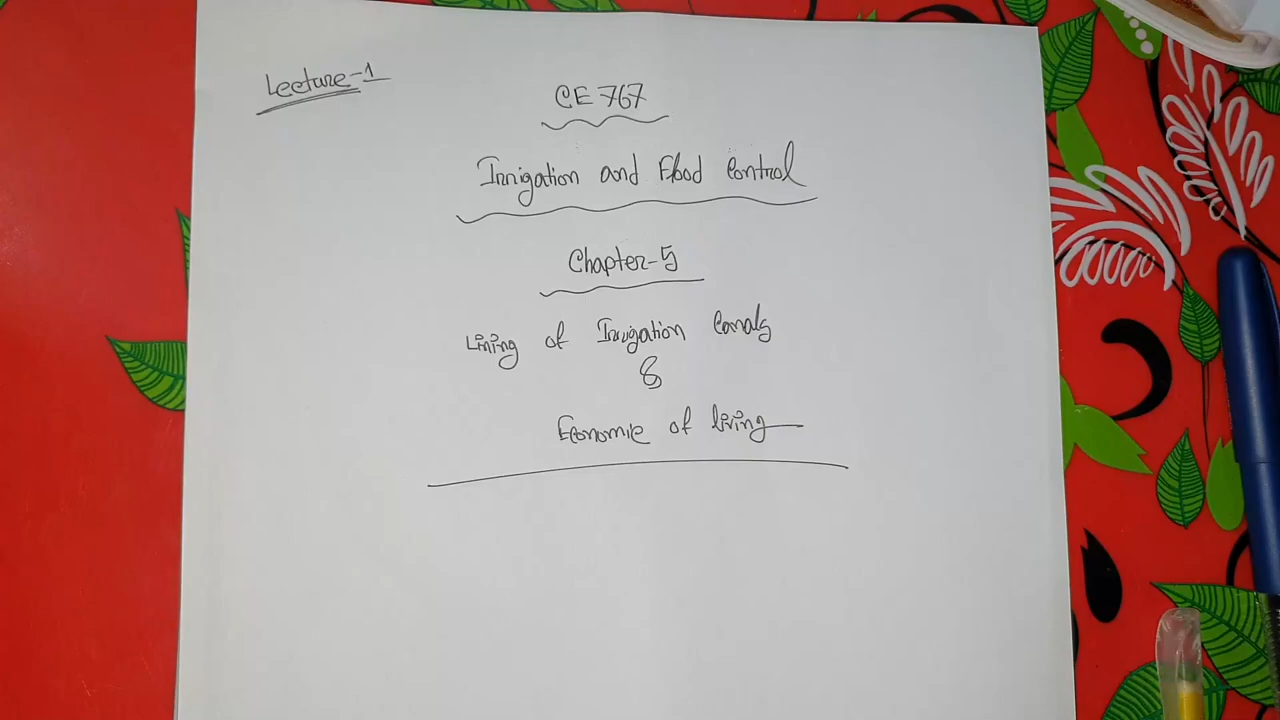 Lecture-1
CE 767
Irrigation and Flood Control
Chapter-5
Lining of Irrigation Canals
&
Economic of lining